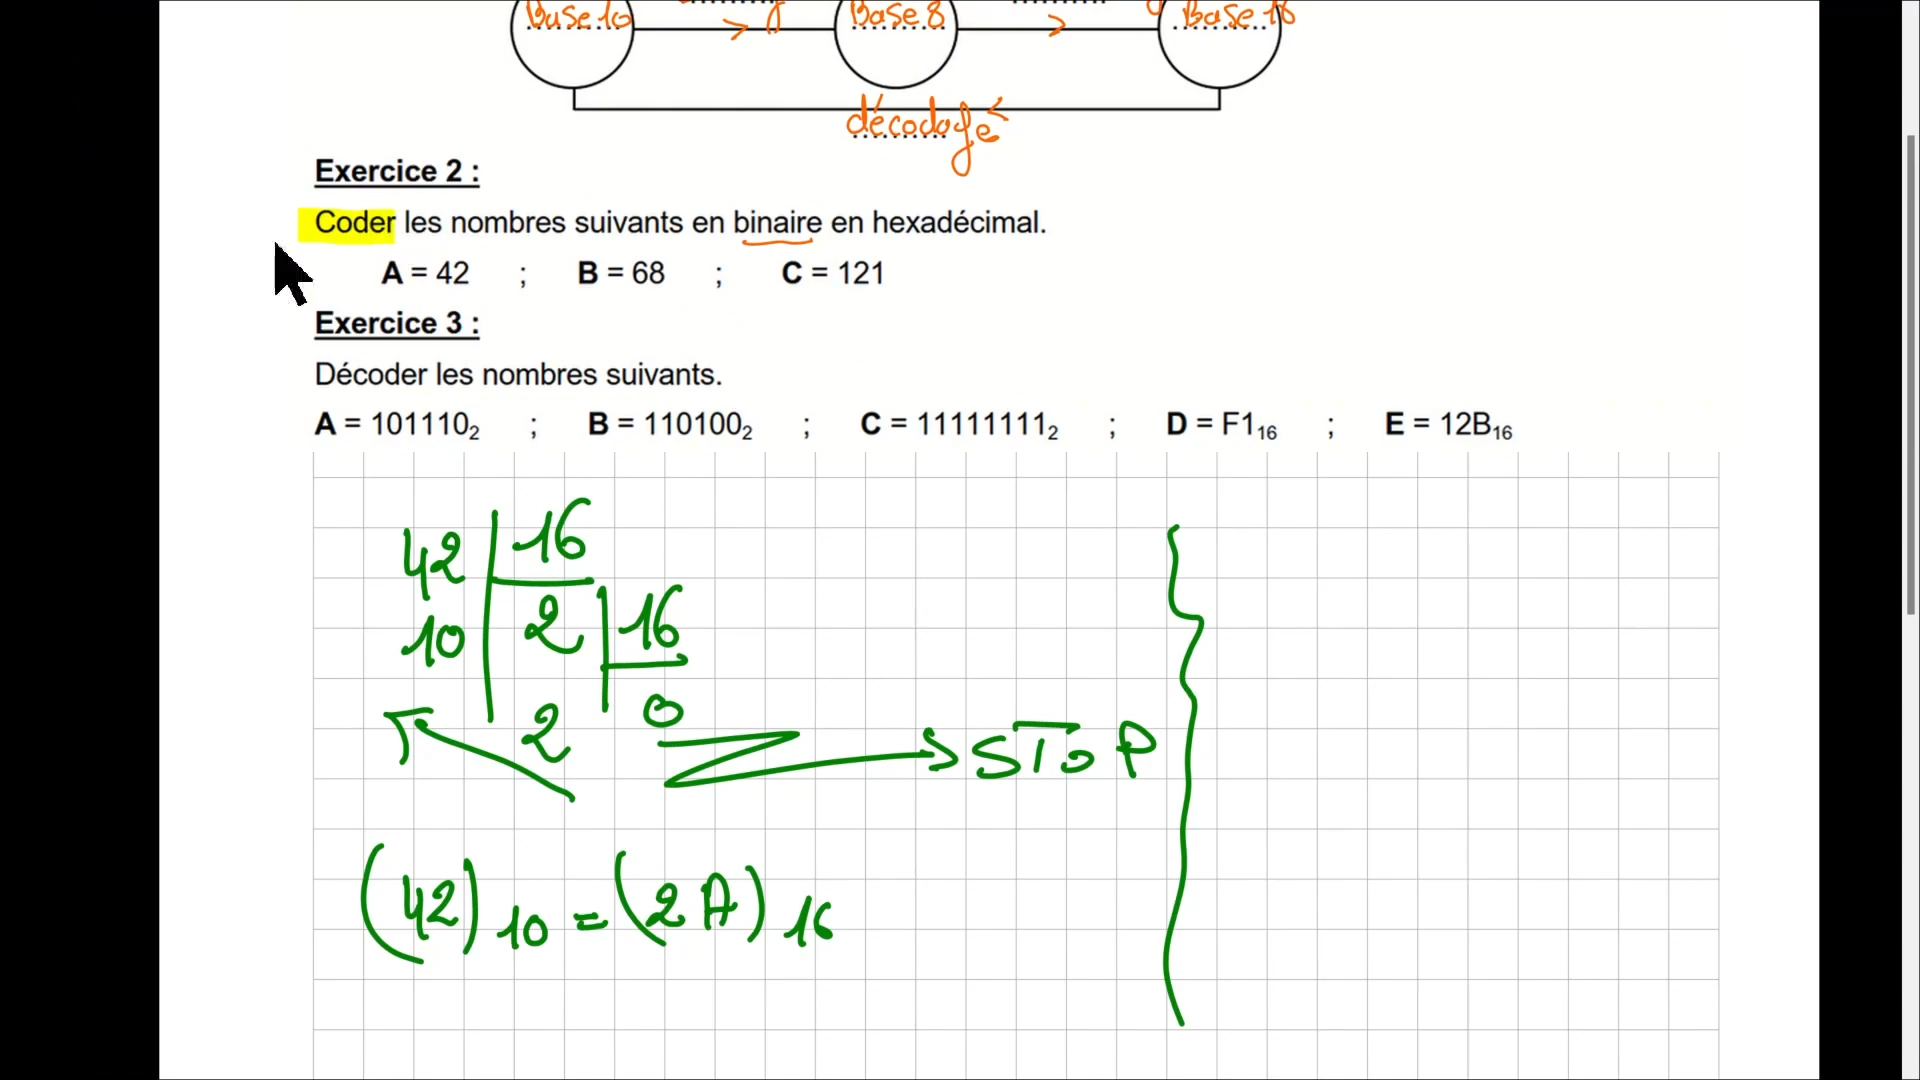 Base 10 Base 8 Base 16
décodage
Exercice 2 :
Coder les nombres suivants en binaire en hexadécimal.
A = 42 ; B = 68 ; C = 121
Exercice 3 :
Décoder les nombres suivants.
A = 101110₂ ; B = 110100₂ ; C = 11111111₂ ; D = F1₁₆ ; E = 12B₁₆
42 16
10 2 16
2 0 STOP
(42)₁₀ = (2A)₁₆